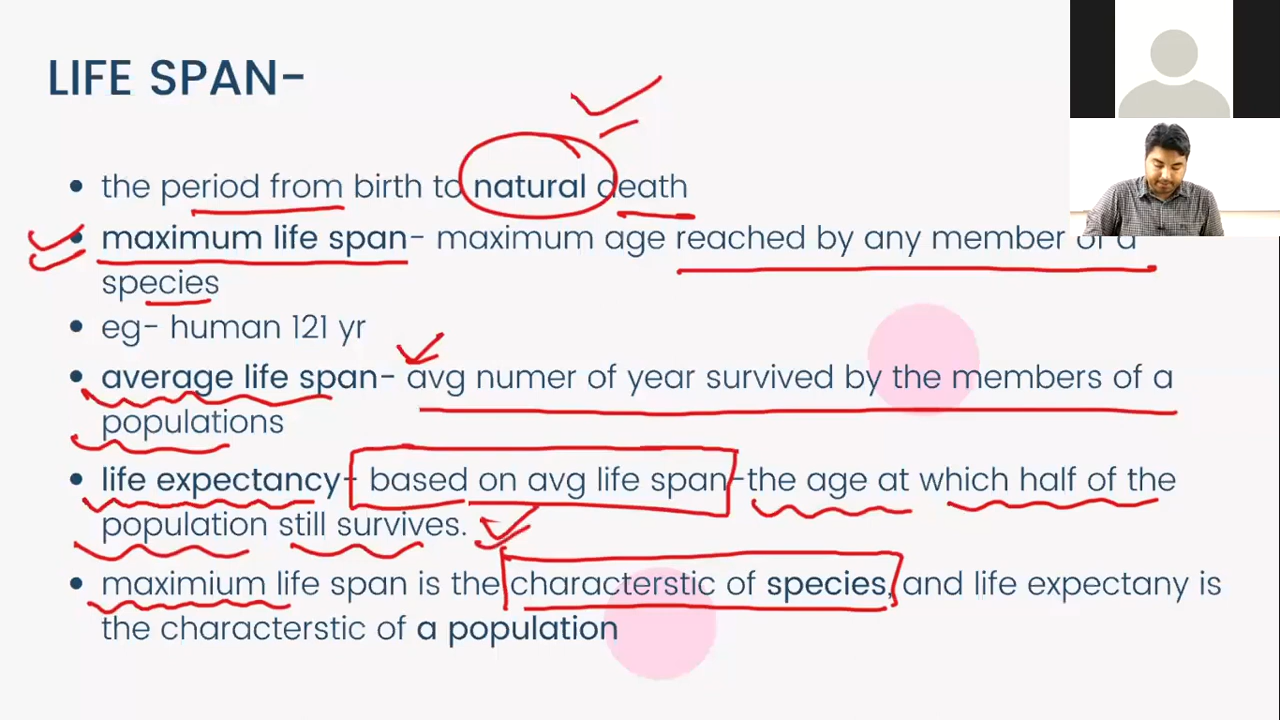 LIFE SPAN-
• the period from birth to natural death
• maximum life span- maximum age reached by any member of a
species
• eg- human 121 yr
• average life span- avg numer of year survived by the members of a
populations
• life expectancy- based on avg life span-the age at which half of the
population still survives.
• maximium life span is the characterstic of species, and life expectany is
the characterstic of a population